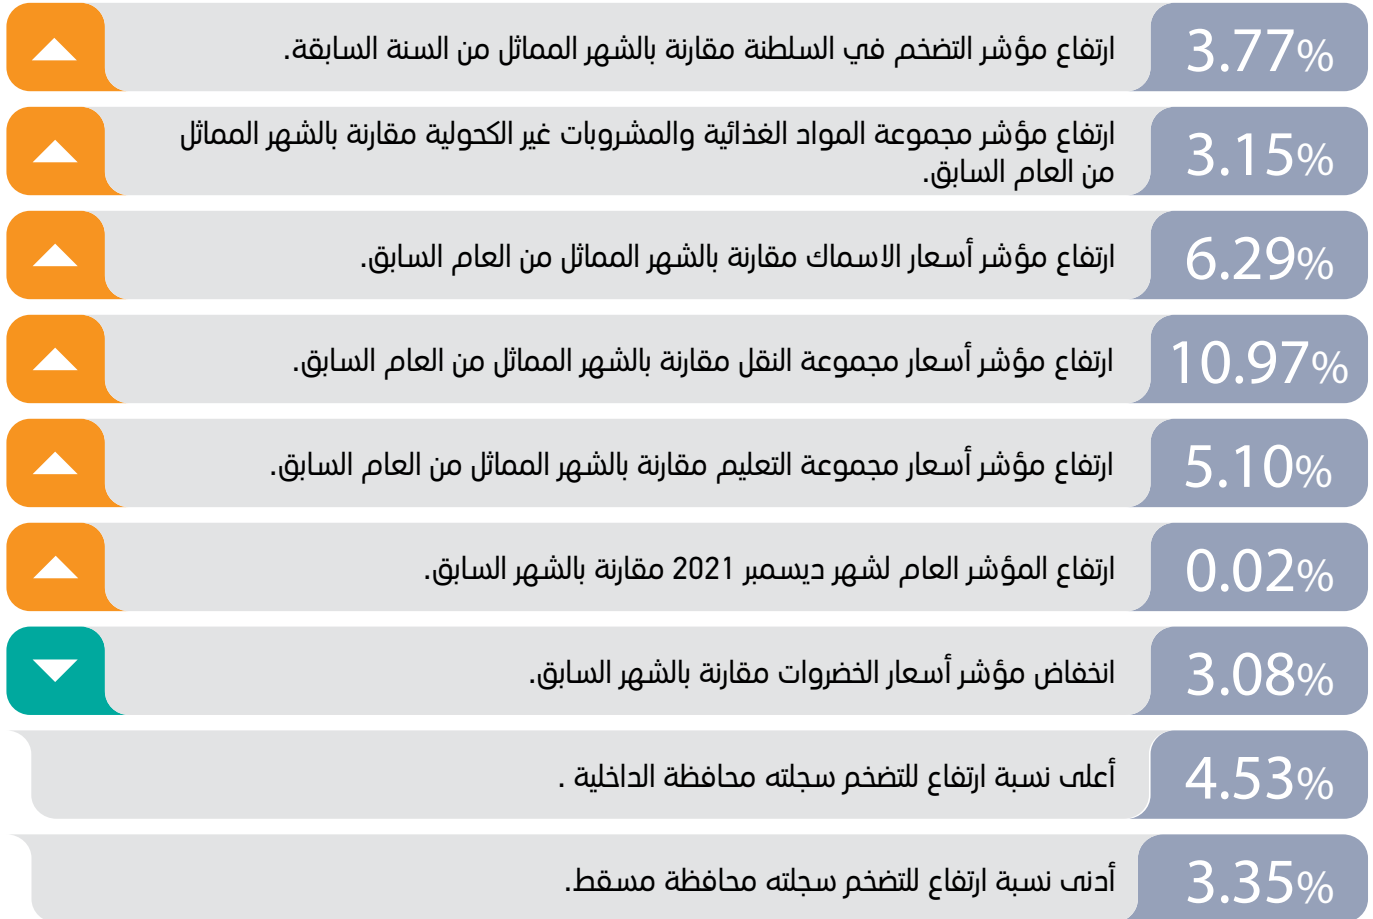 3.77%
ارتفاع مؤشر التضخم في السلطنة مقارنة بالشهر المماثل من السنة السابقة.
3.15%
ارتفاع مؤشر مجموعة المواد الغذائية والمشروبات غير الكحولية مقارنة بالشهر المماثل
من العام السابق.
6.29%
ارتفاع مؤشر أسعار الاسماك مقارنة بالشهر المماثل من العام السابق.
10.97%
ارتفاع مؤشر أسعار مجموعة النقل مقارنة بالشهر المماثل من العام السابق.
5.10%
ارتفاع مؤشر أسعار مجموعة التعليم مقارنة بالشهر المماثل من العام السابق.
0.02%
ارتفاع المؤشر العام لشهر ديسمبر 2021 مقارنة بالشهر السابق.
3.08%
انخفاض مؤشر أسعار الخضروات مقارنة بالشهر السابق.
4.53%
أعلى نسبة ارتفاع للتضخم سجلته محافظة الداخلية .
3.35%
أدنى نسبة ارتفاع للتضخم سجلته محافظة مسقط.